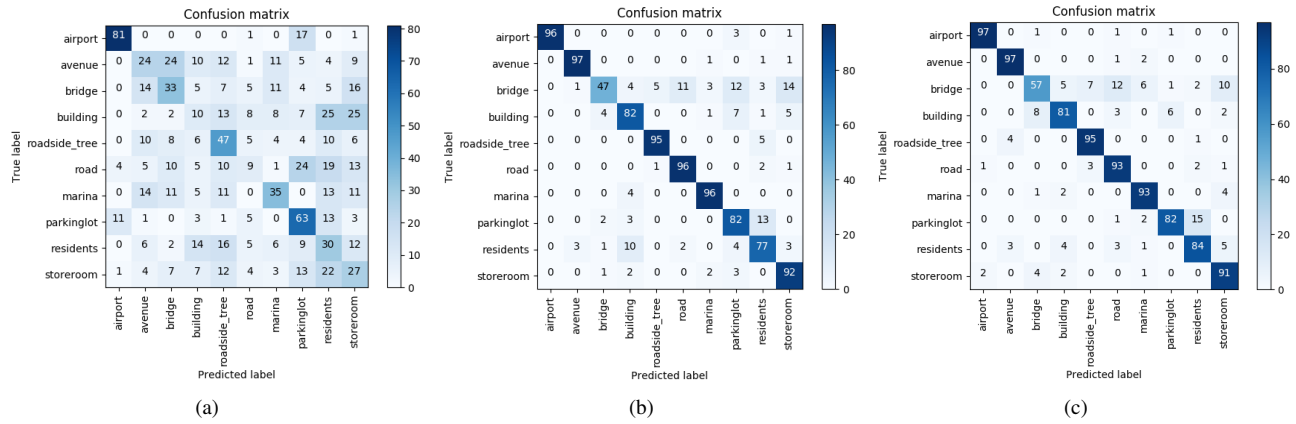 Confusion matrix
airport 81 0 0 0 0 1 0 17 0 1
avenue 0 24 24 10 12 1 11 5 4 9
bridge 0 14 33 5 7 5 11 4 5 16
building 0 2 2 10 13 8 8 7 25 25
roadside_tree 0 10 8 6 47 5 4 4 10 6
road 4 5 10 5 10 9 1 24 19 13
marina 0 14 11 5 11 0 35 0 13 11
parkinglot 11 1 0 3 1 5 0 63 13 3
residents 0 6 2 14 16 5 6 9 30 12
storeroom 1 4 7 7 12 4 3 13 22 27
True label
airport avenue bridge building roadside_tree road marina parkinglot residents storeroom
Predicted label
80
70
60
50
40
30
20
10
0
(a)
Confusion matrix
airport 96 0 0 0 0 0 0 3 0 1
avenue 0 97 0 0 0 0 1 0 1 1
bridge 0 1 47 4 5 11 3 12 3 14
building 0 0 4 82 0 0 1 7 1 5
roadside_tree 0 0 0 0 95 0 0 0 5 0
road 0 0 0 0 1 96 0 0 2 1
marina 0 0 0 4 0 0 96 0 0 0
parkinglot 0 0 2 3 0 0 0 82 13 0
residents 0 3 1 10 0 2 0 4 77 3
storeroom 0 0 1 2 0 0 2 3 0 92
True label
airport avenue bridge building roadside_tree road marina parkinglot residents storeroom
Predicted label
80
60
40
20
0
(b)
Confusion matrix
airport 97 0 1 0 0 0 1 0 1 0 0
avenue 0 97 0 0 0 1 2 0 0 0
bridge 0 0 57 5 7 12 6 1 2 10
building 0 0 8 81 0 3 0 6 0 2
roadside_tree 0 4 0 0 95 0 0 0 1 0
road 1 0 0 0 3 93 0 0 2 1
marina 0 0 1 2 0 0 93 0 0 4
parkinglot 0 0 0 0 0 1 2 82 15 0
residents 0 3 0 4 0 3 1 0 84 5
storeroom 2 0 4 2 0 0 1 0 0 91
True label
airport avenue bridge building roadside_tree road marina parkinglot residents storeroom
Predicted label
80
60
40
20
0
(c)